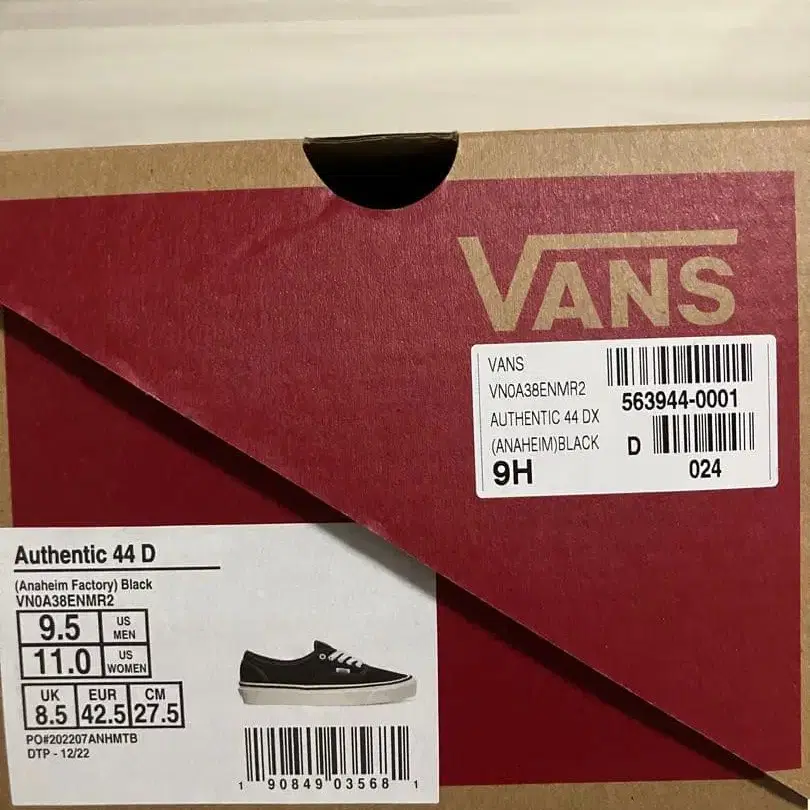 VANS
VANS
VN0A38ENMR2
563944-0001
AUTHENTIC 44 DX
(ANAHEIM)BLACK
D
9H
024
Authentic 44 D
(Anaheim Factory) Black
VN0A38ENMR2
9.5 US MEN
11.0 US WOMEN
UK EUR CM
8.5 42.5 27.5
PO#202207ANHMTB
DTP - 12/22
1 90849 03568 1